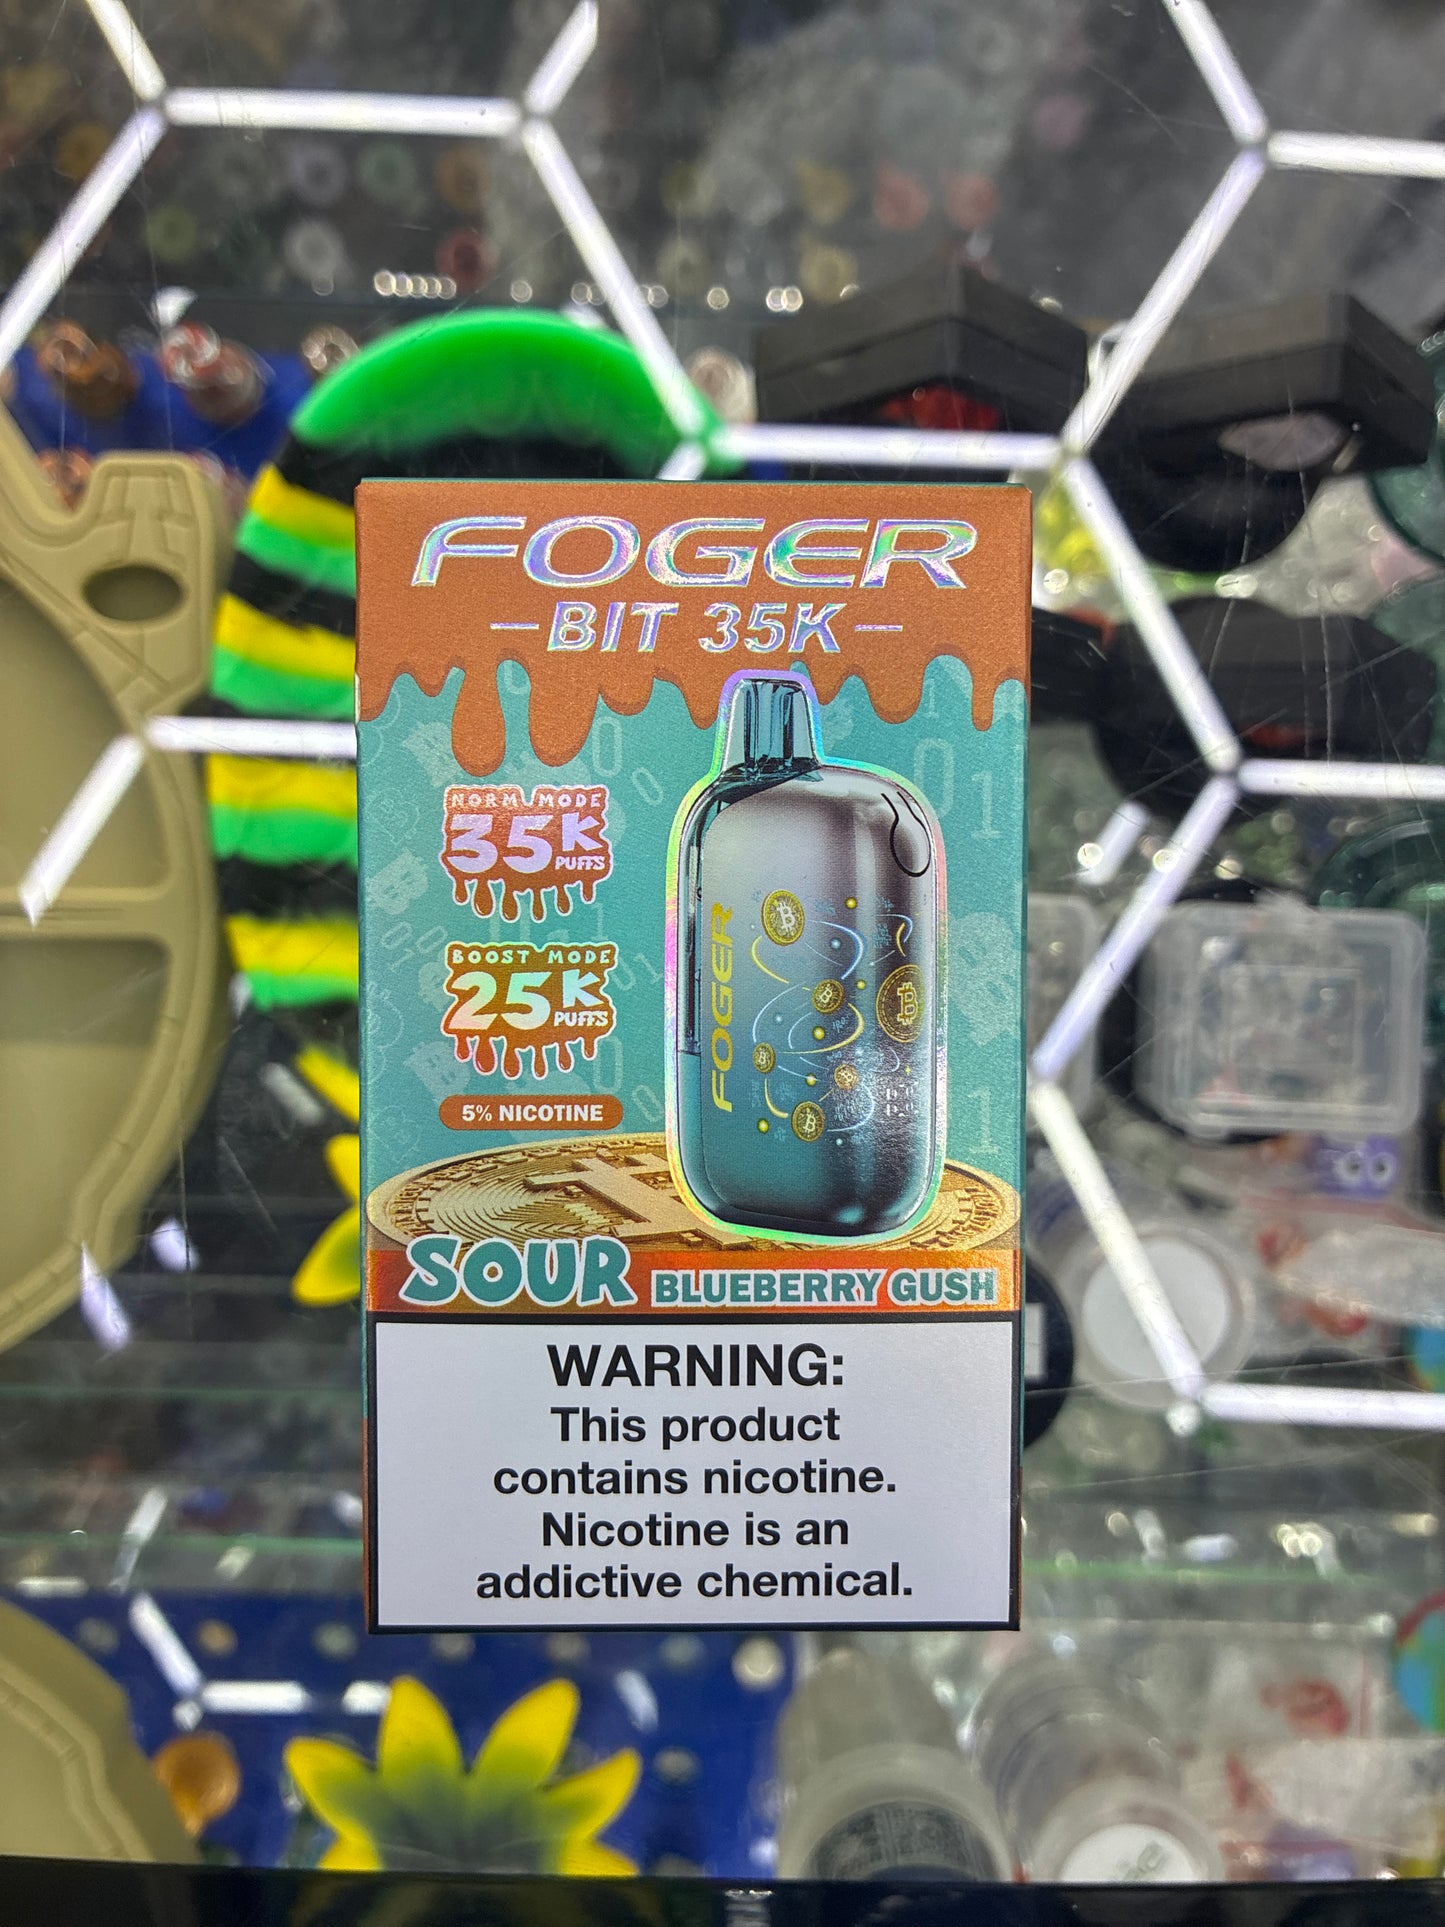 FOGER
-BIT 35K-
NORM MODE
35K
PUFFS
BOOST MODE
25K
PUFFS
5% NICOTINE
FOGER
SOUR BLUEBERRY GUSH
WARNING:
This product
contains nicotine.
Nicotine is an
addictive chemical.